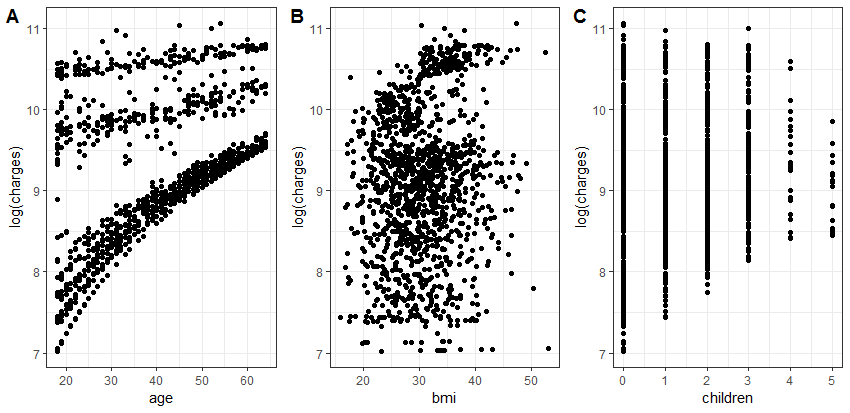 A
log(charges)
11
10
9
8
7
20 30 40 50 60
age
B
log(charges)
11
10
9
8
7
20 30 40 50
bmi
C
log(charges)
11
10
9
8
7
0 1 2 3 4 5
children